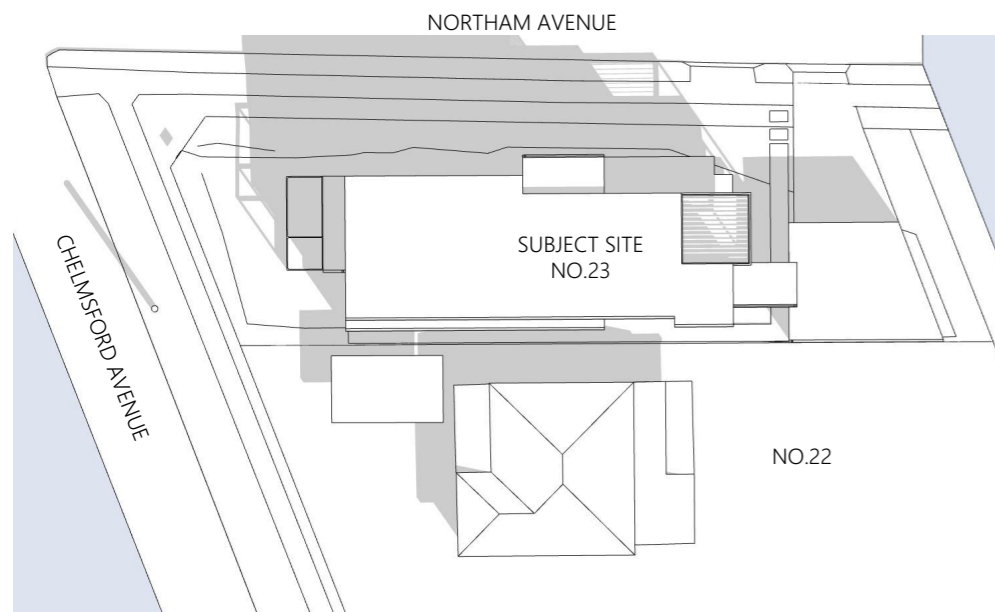 NORTHAM AVENUE
SUBJECT SITE
NO.23
CHELMSFORD AVENUE
NO.22